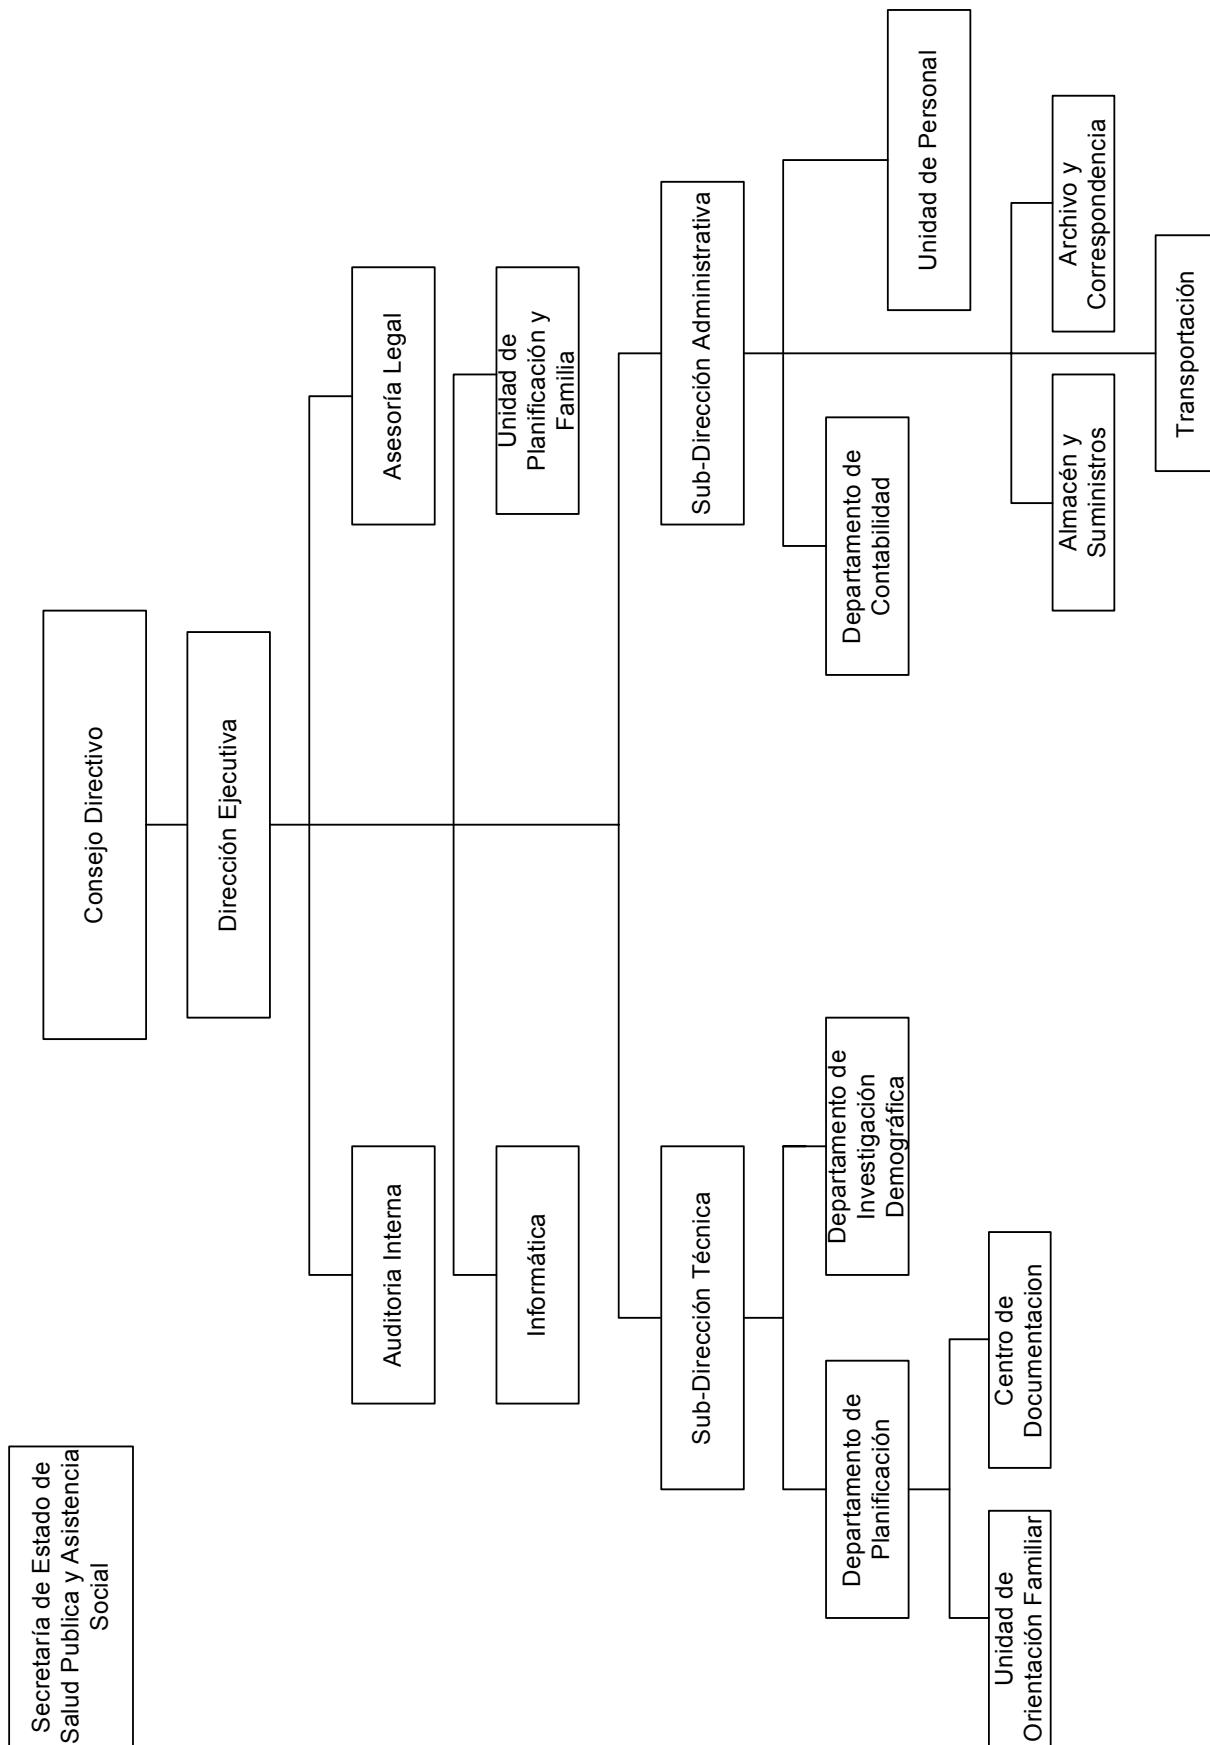 Secretaría de Estado de
Salud Publica y Asistencia
Social
Consejo Directivo
Dirección Ejecutiva
Auditoria Interna
Asesoría Legal
Informática
Unidad de
Planificación y
Familia
Sub-Dirección Técnica
Sub-Dirección Administrativa
Departamento de
Planificación
Departamento de
Investigación
Demográfica
Departamento de
Contabilidad
Unidad de Personal
Unidad de
Orientación Familiar
Centro de
Documentacion
Almacén y
Suministros
Archivo y
Correspondencia
Transportación